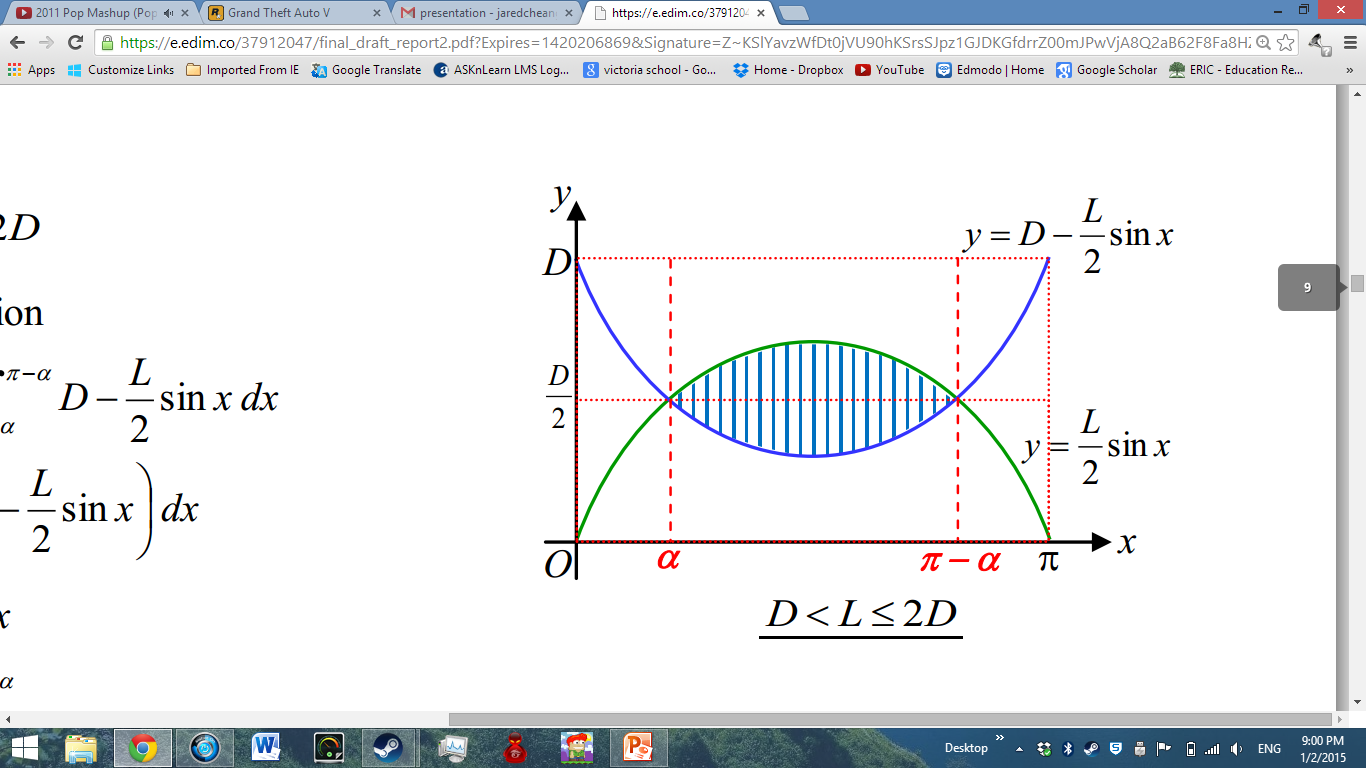 2011 Pop Mashup (Pop
Grand Theft Auto V
presentation - jaredchean
https://e.edim.co/379120
https://e.edim.co/37912047/final_draft_report2.pdf?Expires=1420206869&Signature=Z~KSlYavzWfDt0jVU90hKSrsSJpz1GJDKGfdrrZ00mJPwVjA8Q2aB62F8Fa8HZ
Apps Customize Links Imported From IE Google Translate ASKnLearn LMS Log... victoria school - Go... Home - Dropbox YouTube Edmodo | Home Google Scholar ERIC - Education Re... »
2D
ion
π−α D − L/2 sin x dx
α
− L/2 sin x ) dx
x
α
y
y = D − L/2 sin x
D
D/2
y = L/2 sin x
O α π − α π x
D < L ≤ 2D
9
Desktop » ENG 9:00 PM
1/2/2015